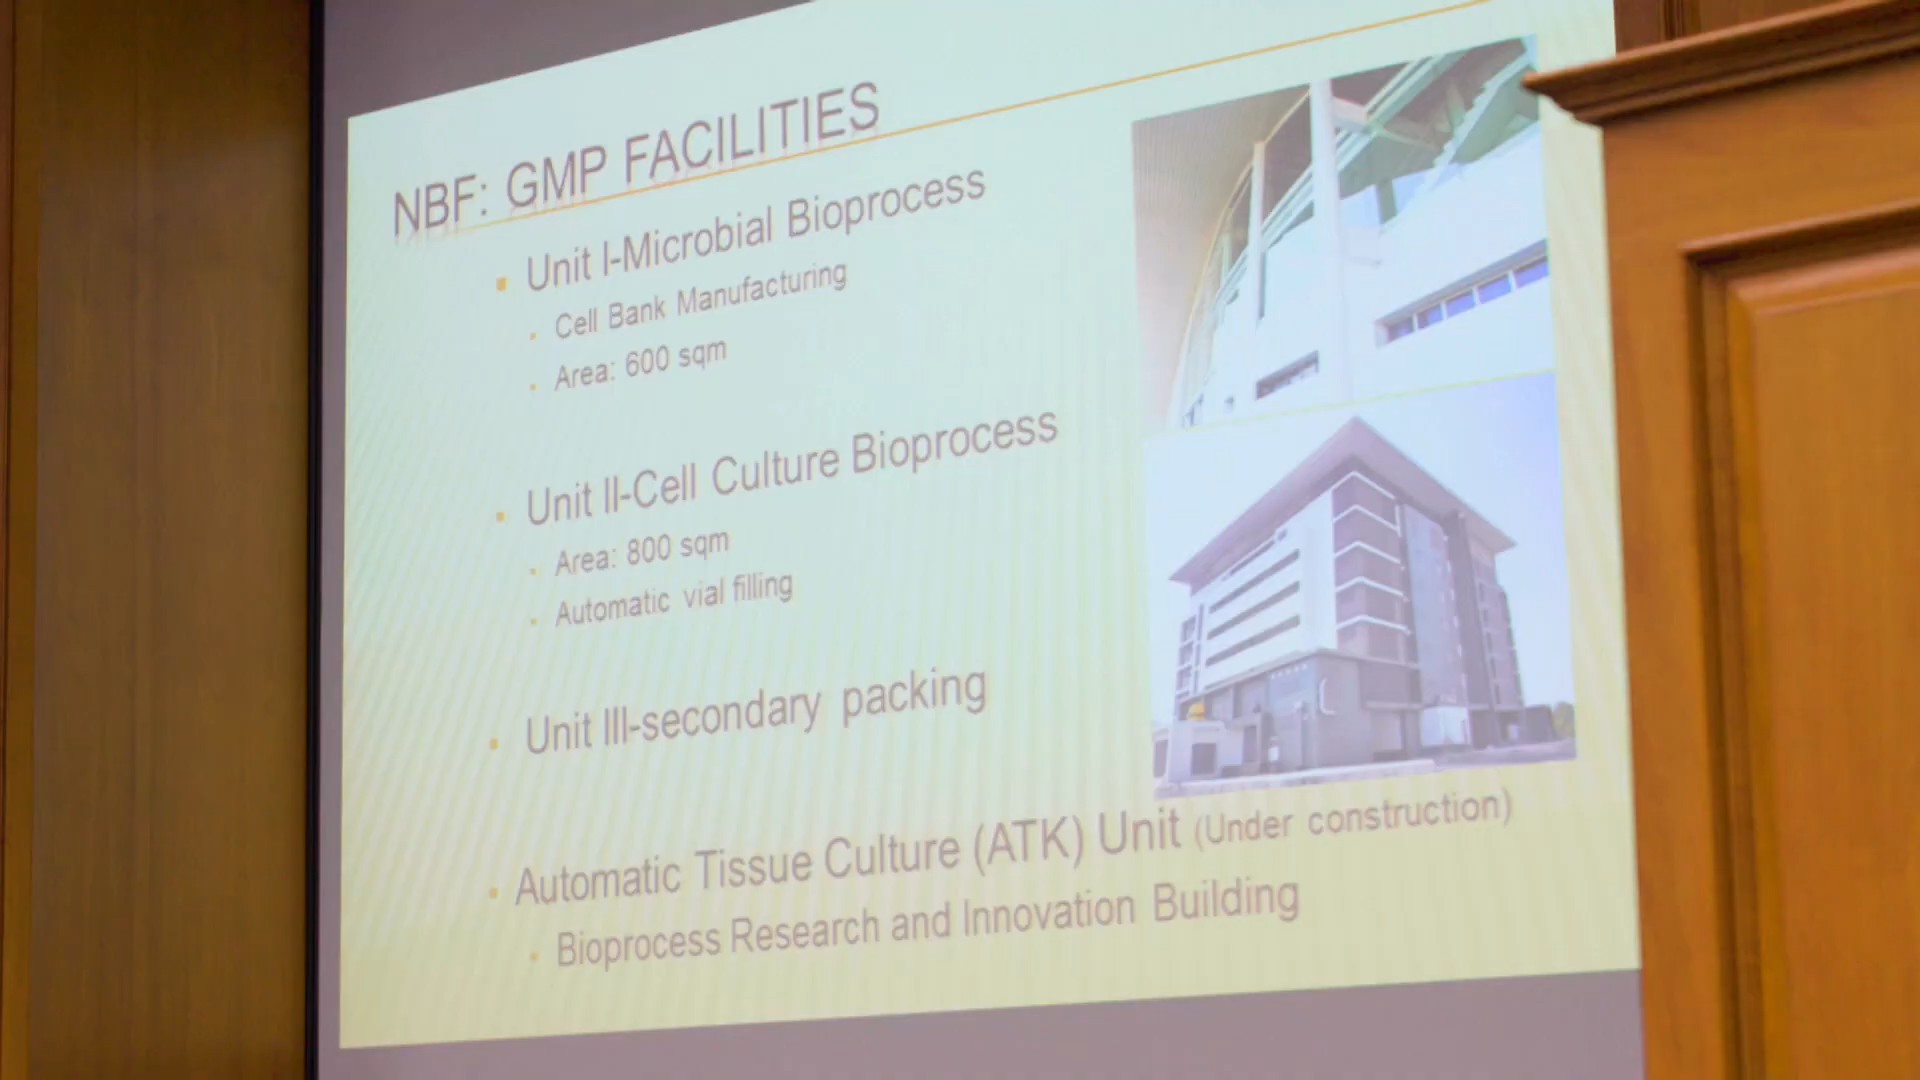 NBF: GMP FACILITIES
Unit I-Microbial Bioprocess
Cell Bank Manufacturing
Area: 600 sqm
Unit II-Cell Culture Bioprocess
Area: 800 sqm
Automatic vial filling
Unit III-secondary packing
Automatic Tissue Culture (ATK) Unit (Under construction)
Bioprocess Research and Innovation Building